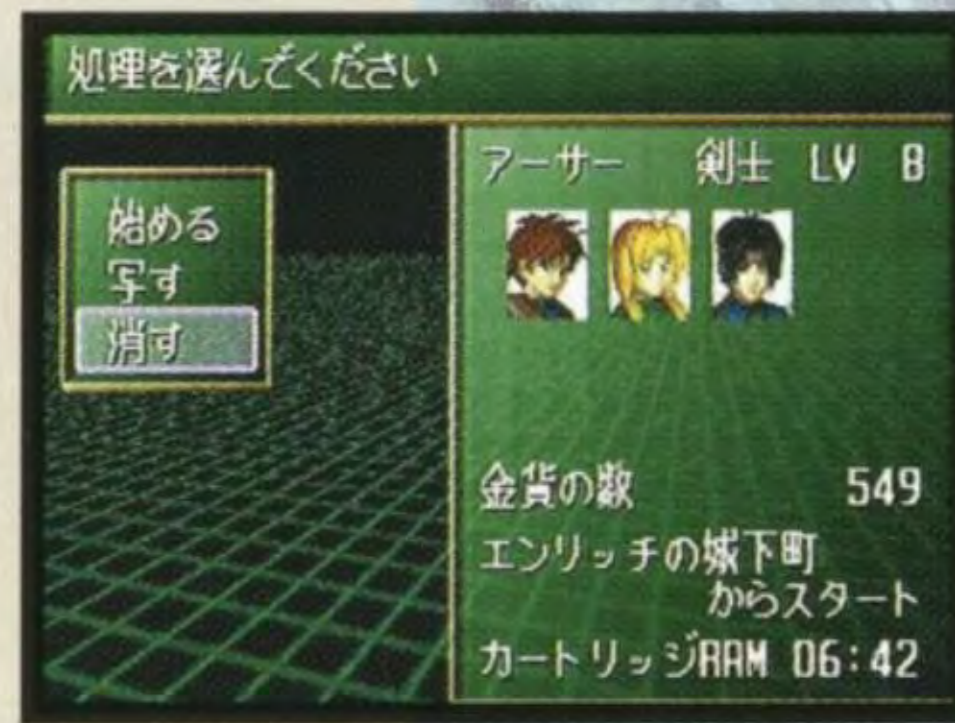 処理を選んでください
始める
写す
消す
アーサー 剣士 LV 8
金貨の数 549
エンリッチの城下町
からスタート
カートリッジRAM 06:42